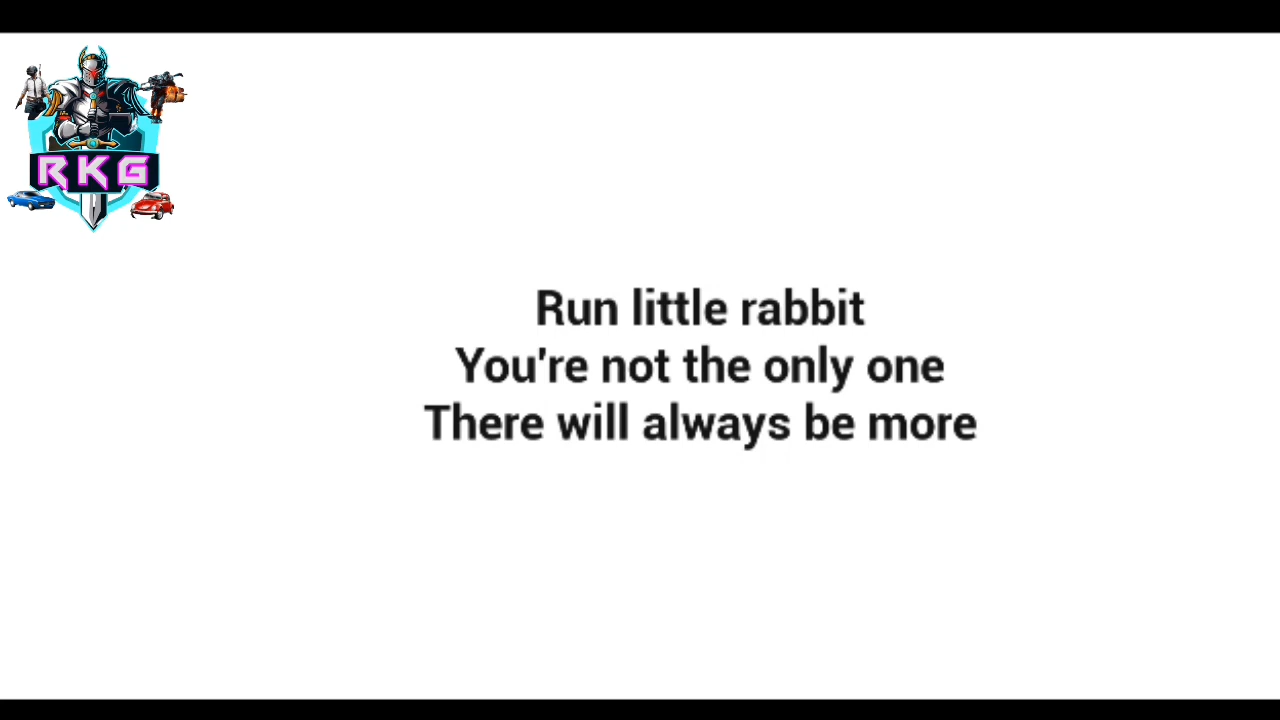 RKG
Run little rabbit
You're not the only one
There will always be more